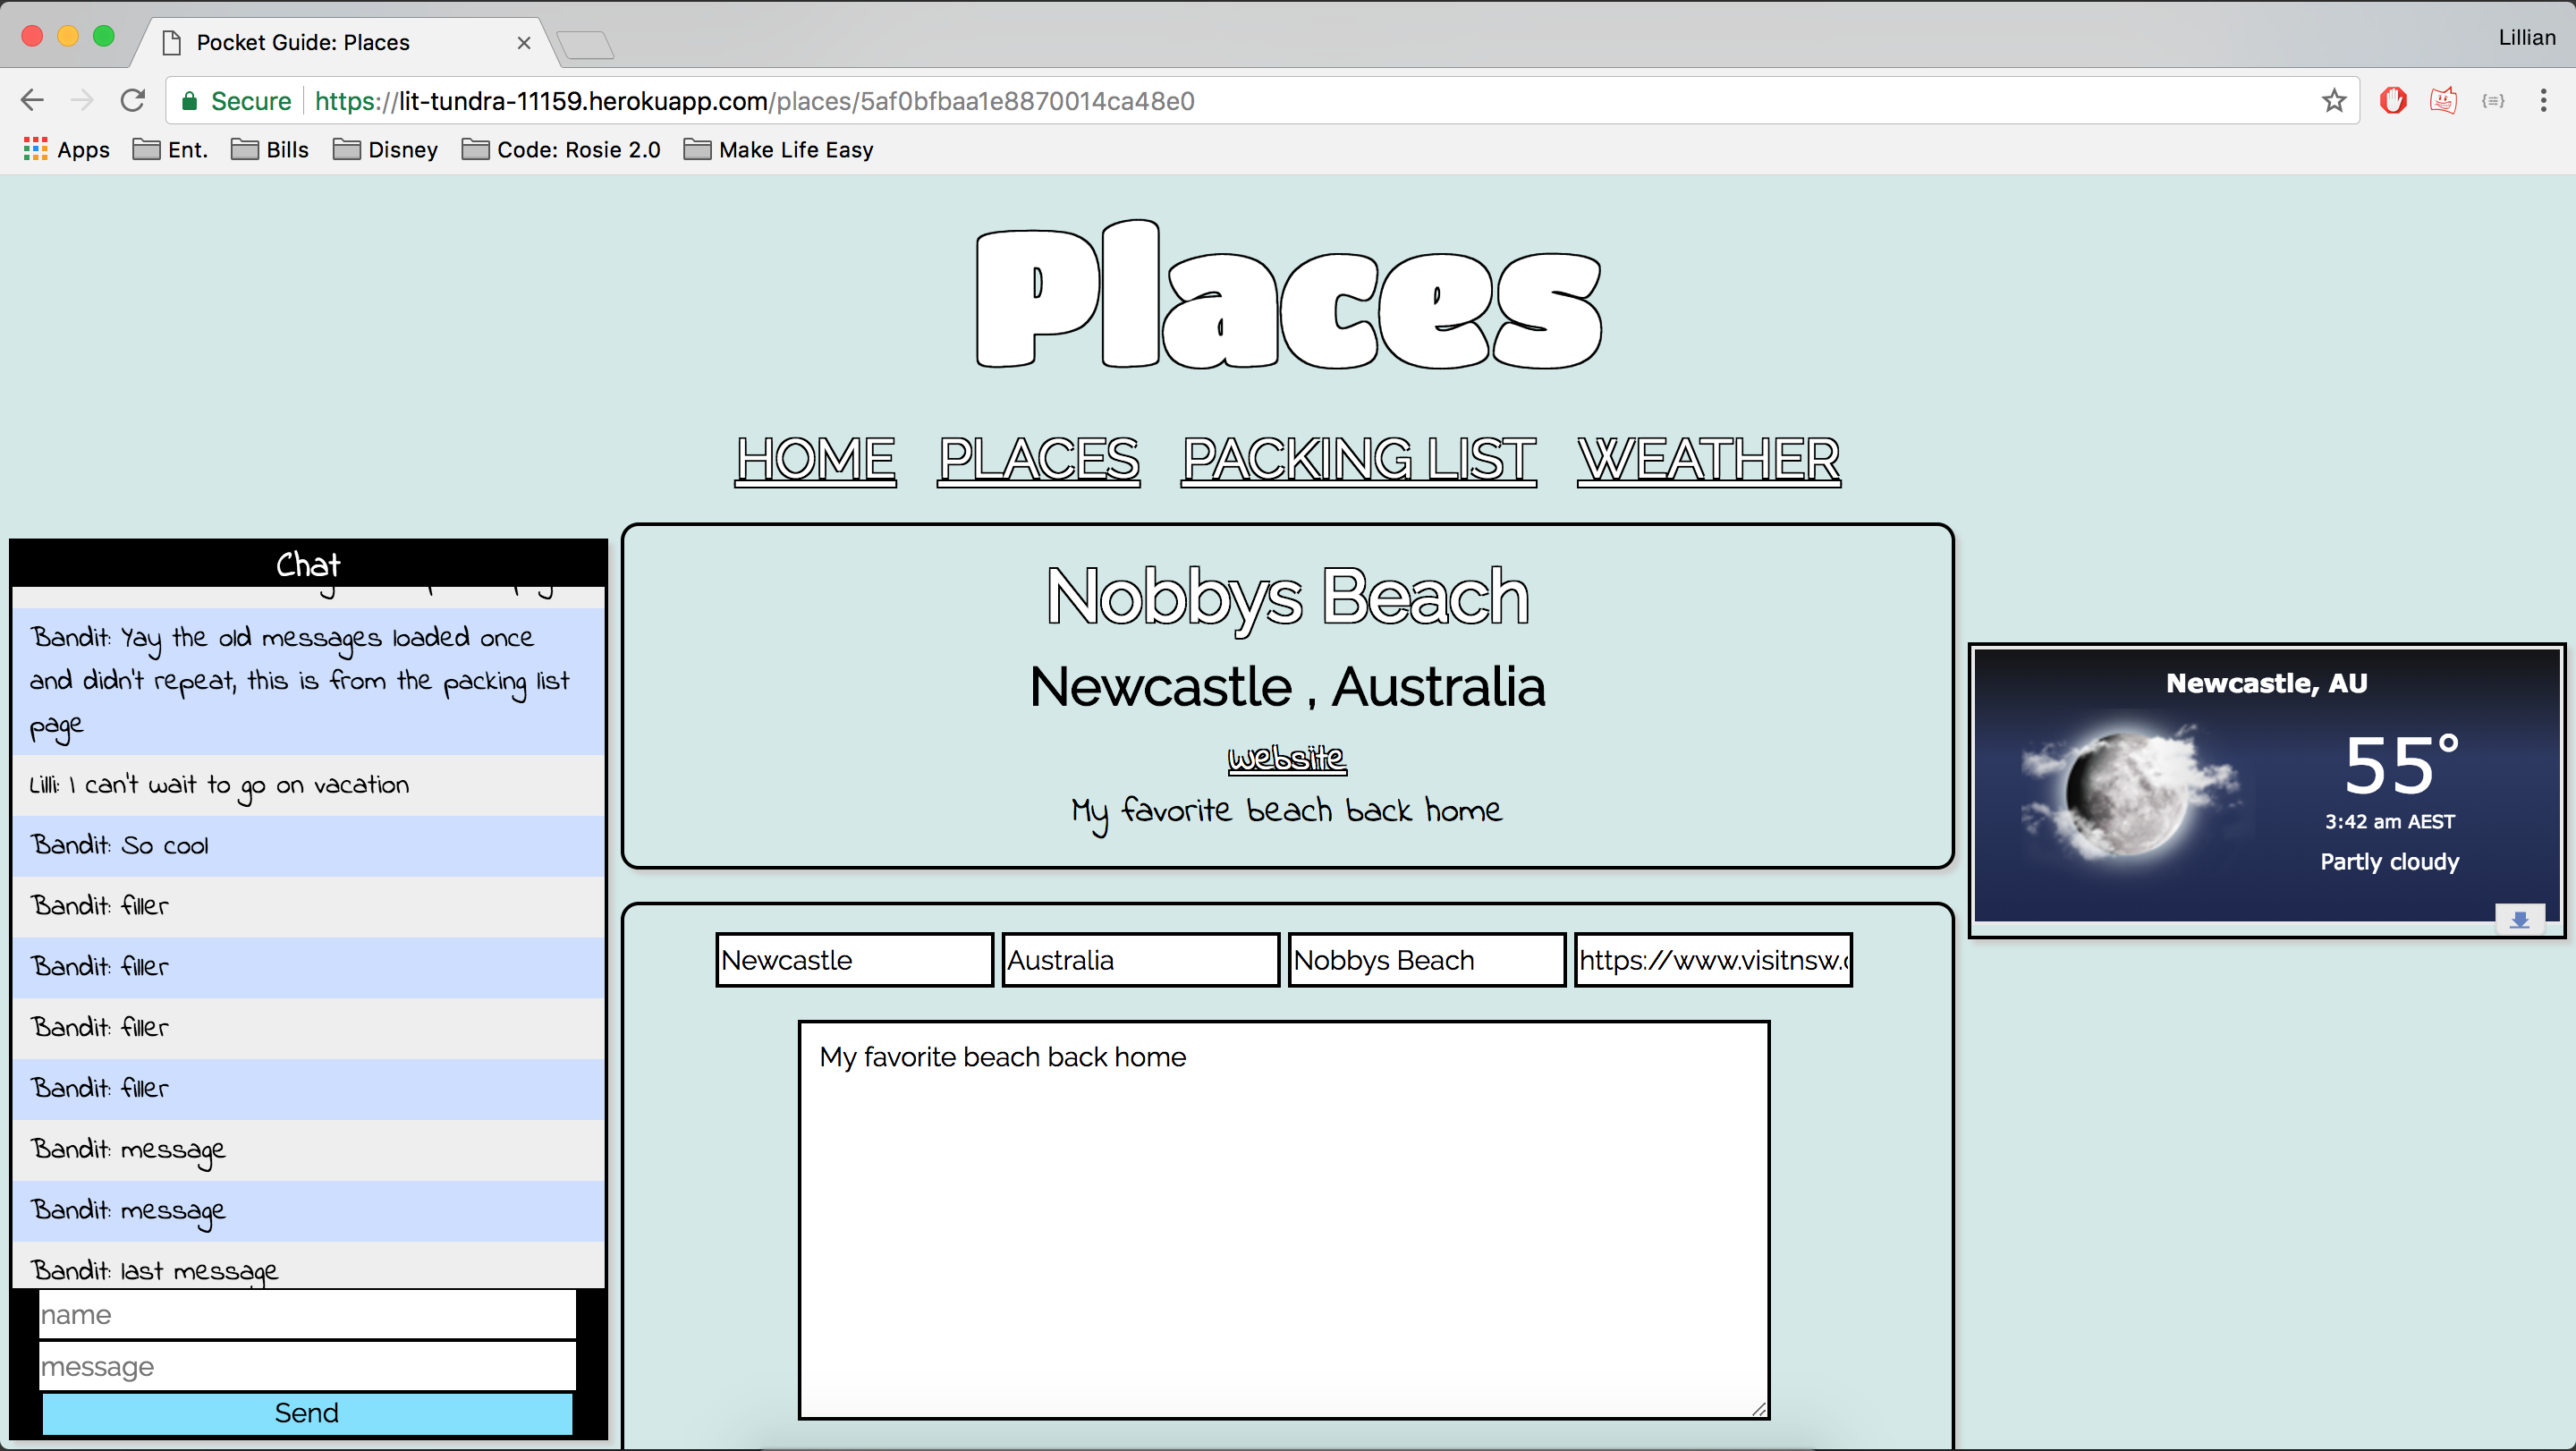 Pocket Guide: Places
Lillian
Secure https://lit-tundra-11159.herokuapp.com/places/5af0bfbaa1e8870014ca48e0
Apps Ent. Bills Disney Code: Rosie 2.0 Make Life Easy
Places
HOME PLACES PACKING LIST WEATHER
Chat
Bandit: Yay the old messages loaded once
and didn't repeat, this is from the packing list
page
Lilli: I can't wait to go on vacation
Bandit: So cool
Bandit: filler
Bandit: filler
Bandit: filler
Bandit: filler
Bandit: message
Bandit: message
Bandit: last message
name
message
Send
Nobbys Beach
Newcastle , Australia
website
My favorite beach back home
Newcastle Australia Nobbys Beach https://www.visitnsw.
My favorite beach back home
Newcastle, AU
55°
3:42 am AEST
Partly cloudy